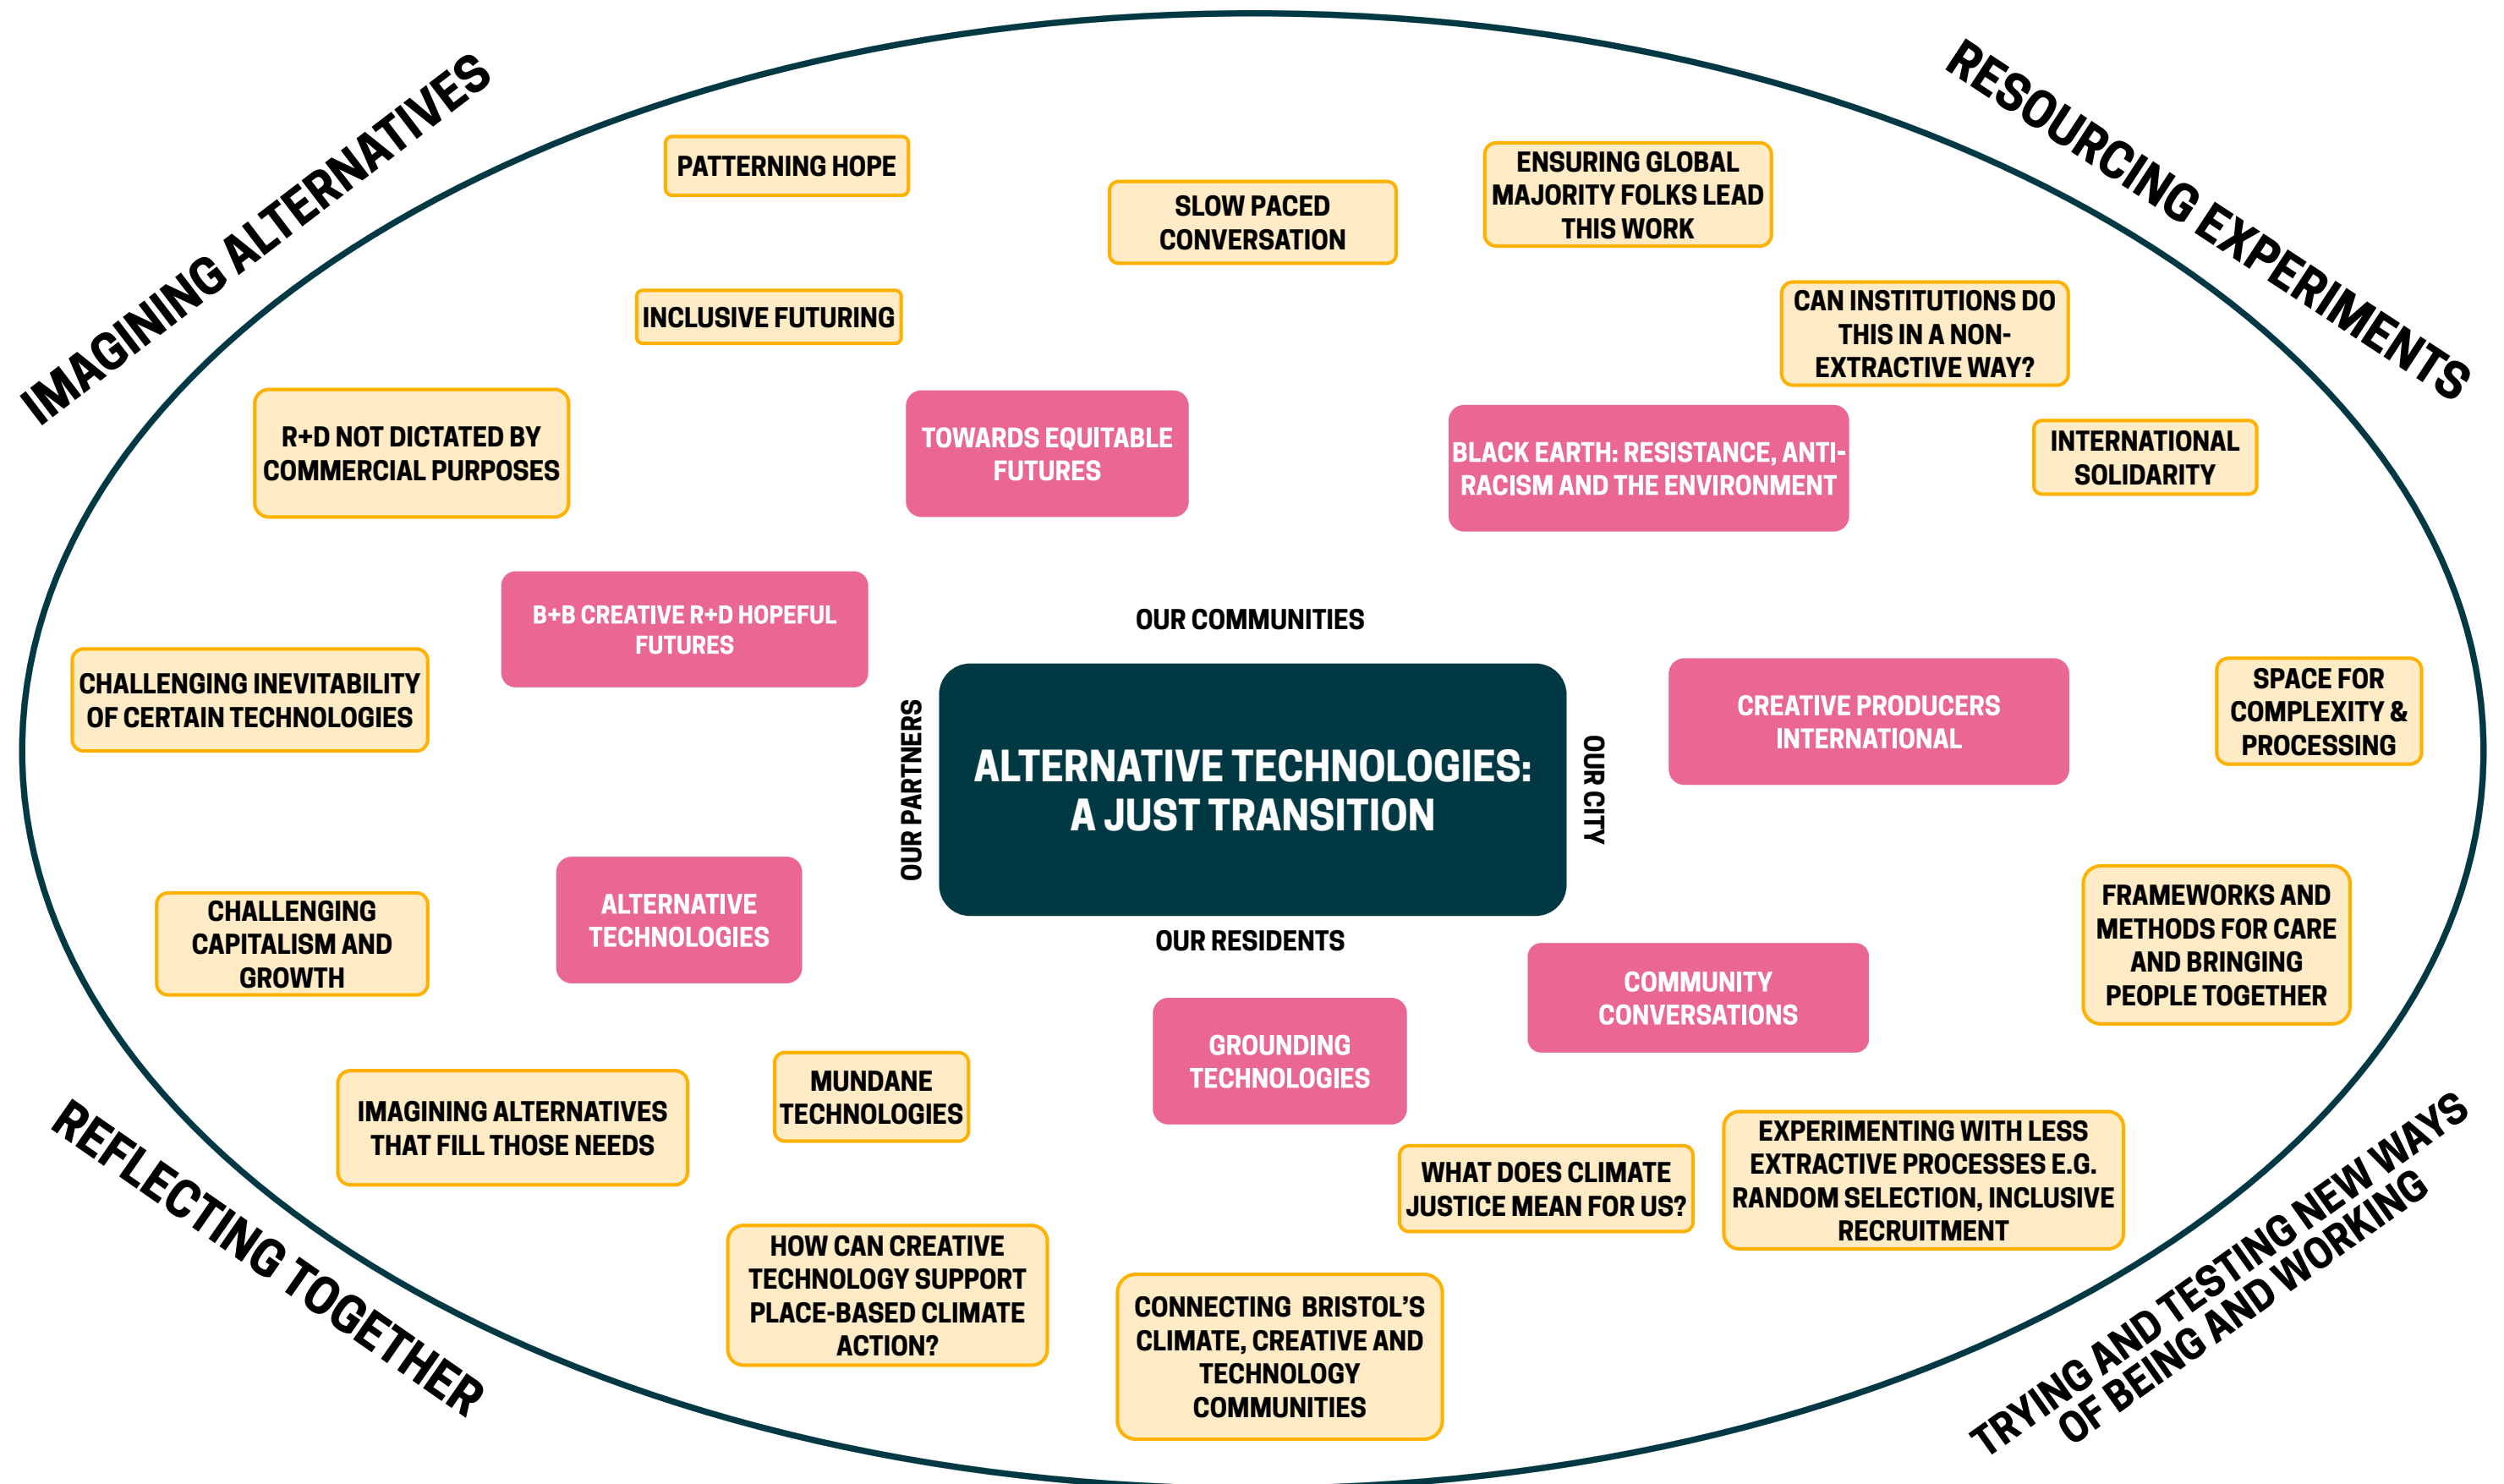 IMAGINING ALTERNATIVES
RESOURCING EXPERIMENTS
PATTERNING HOPE
SLOW PACED
CONVERSATION
ENSURING GLOBAL
MAJORITY FOLKS LEAD
THIS WORK
INCLUSIVE FUTURING
CAN INSTITUTIONS DO
THIS IN A NON-
EXTRACTIVE WAY?
R+D NOT DICTATED BY
COMMERCIAL PURPOSES
TOWARDS EQUITABLE
FUTURES
BLACK EARTH: RESISTANCE, ANTI-
RACISM AND THE ENVIRONMENT
INTERNATIONAL
SOLIDARITY
B+B CREATIVE R+D HOPEFUL
FUTURES
OUR COMMUNITIES
CHALLENGING INEVITABILITY
OF CERTAIN TECHNOLOGIES
OUR PARTNERS
ALTERNATIVE TECHNOLOGIES:
A JUST TRANSITION
OUR CITY
CREATIVE PRODUCERS
INTERNATIONAL
SPACE FOR
COMPLEXITY &
PROCESSING
CHALLENGING
CAPITALISM AND
GROWTH
ALTERNATIVE
TECHNOLOGIES
OUR RESIDENTS
COMMUNITY
CONVERSATIONS
FRAMEWORKS AND
METHODS FOR CARE
AND BRINGING
PEOPLE TOGETHER
GROUNDING
TECHNOLOGIES
IMAGINING ALTERNATIVES
THAT FILL THOSE NEEDS
MUNDANE
TECHNOLOGIES
WHAT DOES CLIMATE
JUSTICE MEAN FOR US?
EXPERIMENTING WITH LESS
EXTRACTIVE PROCESSES E.G.
RANDOM SELECTION, INCLUSIVE
RECRUITMENT
HOW CAN CREATIVE
TECHNOLOGY SUPPORT
PLACE-BASED CLIMATE
ACTION?
CONNECTING BRISTOL'S
CLIMATE, CREATIVE AND
TECHNOLOGY
COMMUNITIES
REFLECTING TOGETHER
TRYING AND TESTING NEW WAYS
OF BEING AND WORKING